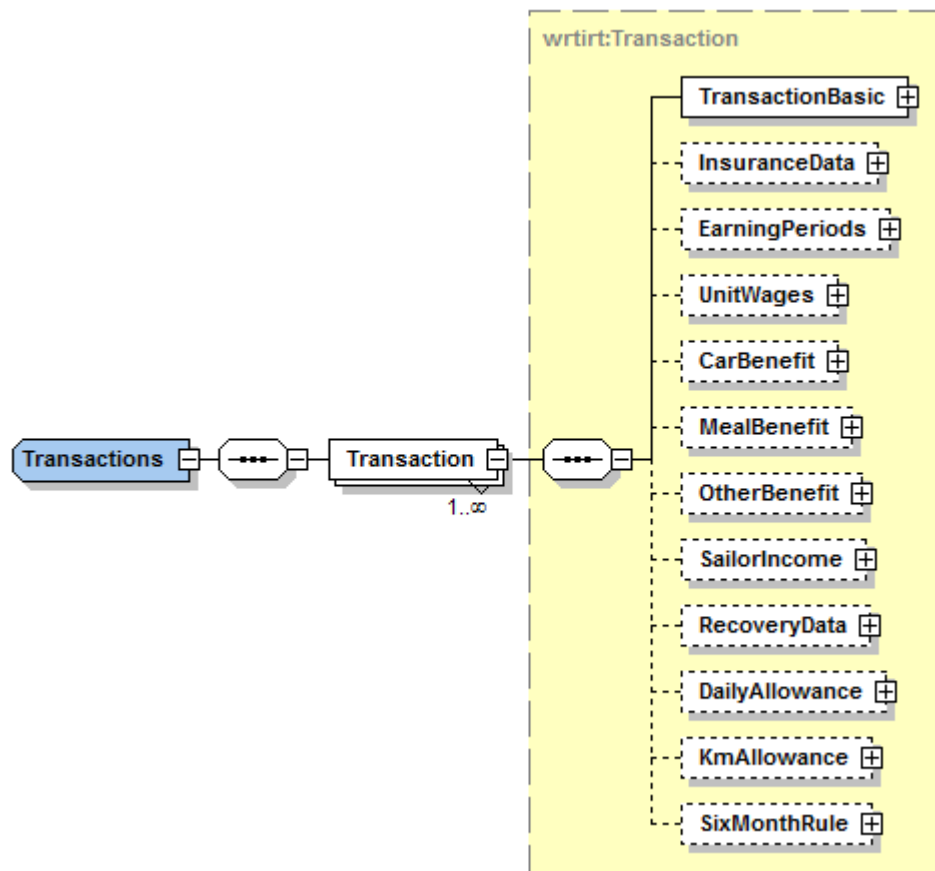 wrtirt:Transaction
TransactionBasic
InsuranceData
EarningPeriods
UnitWages
CarBenefit
MealBenefit
Transactions
Transaction
1..∞
OtherBenefit
SailorIncome
RecoveryData
DailyAllowance
KmAllowance
SixMonthRule